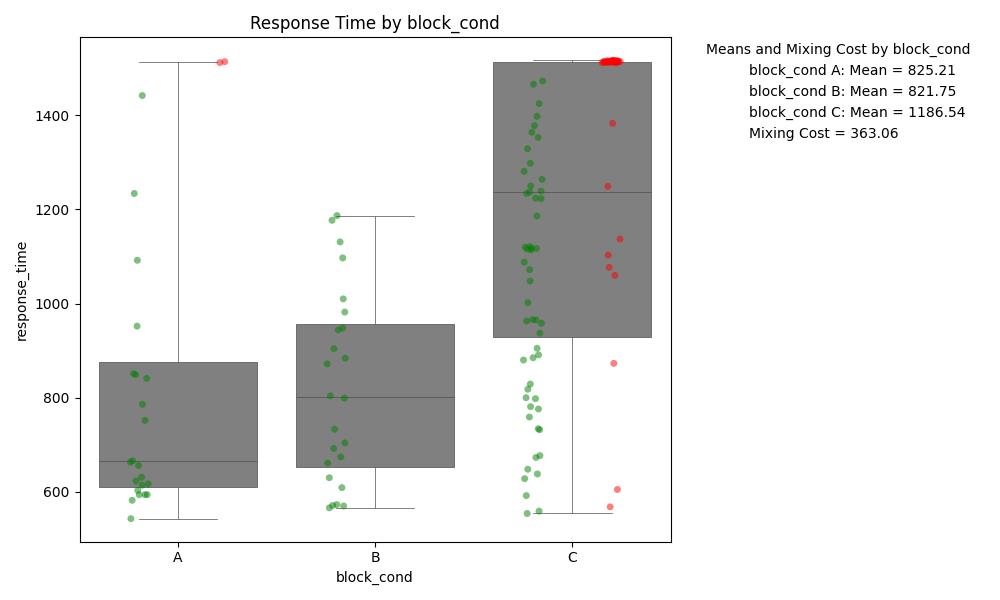 Response Time by block_cond
Means and Mixing Cost by block_cond
block_cond A: Mean = 825.21
block_cond B: Mean = 821.75
block_cond C: Mean = 1186.54
Mixing Cost = 363.06
response_time
1400
1200
1000
800
600
A
B
C
block_cond